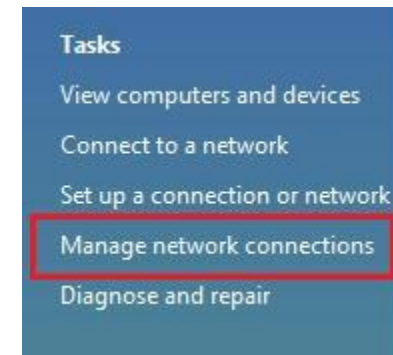 Tasks
View computers and devices
Connect to a network
Set up a connection or network
Manage network connections
Diagnose and repair